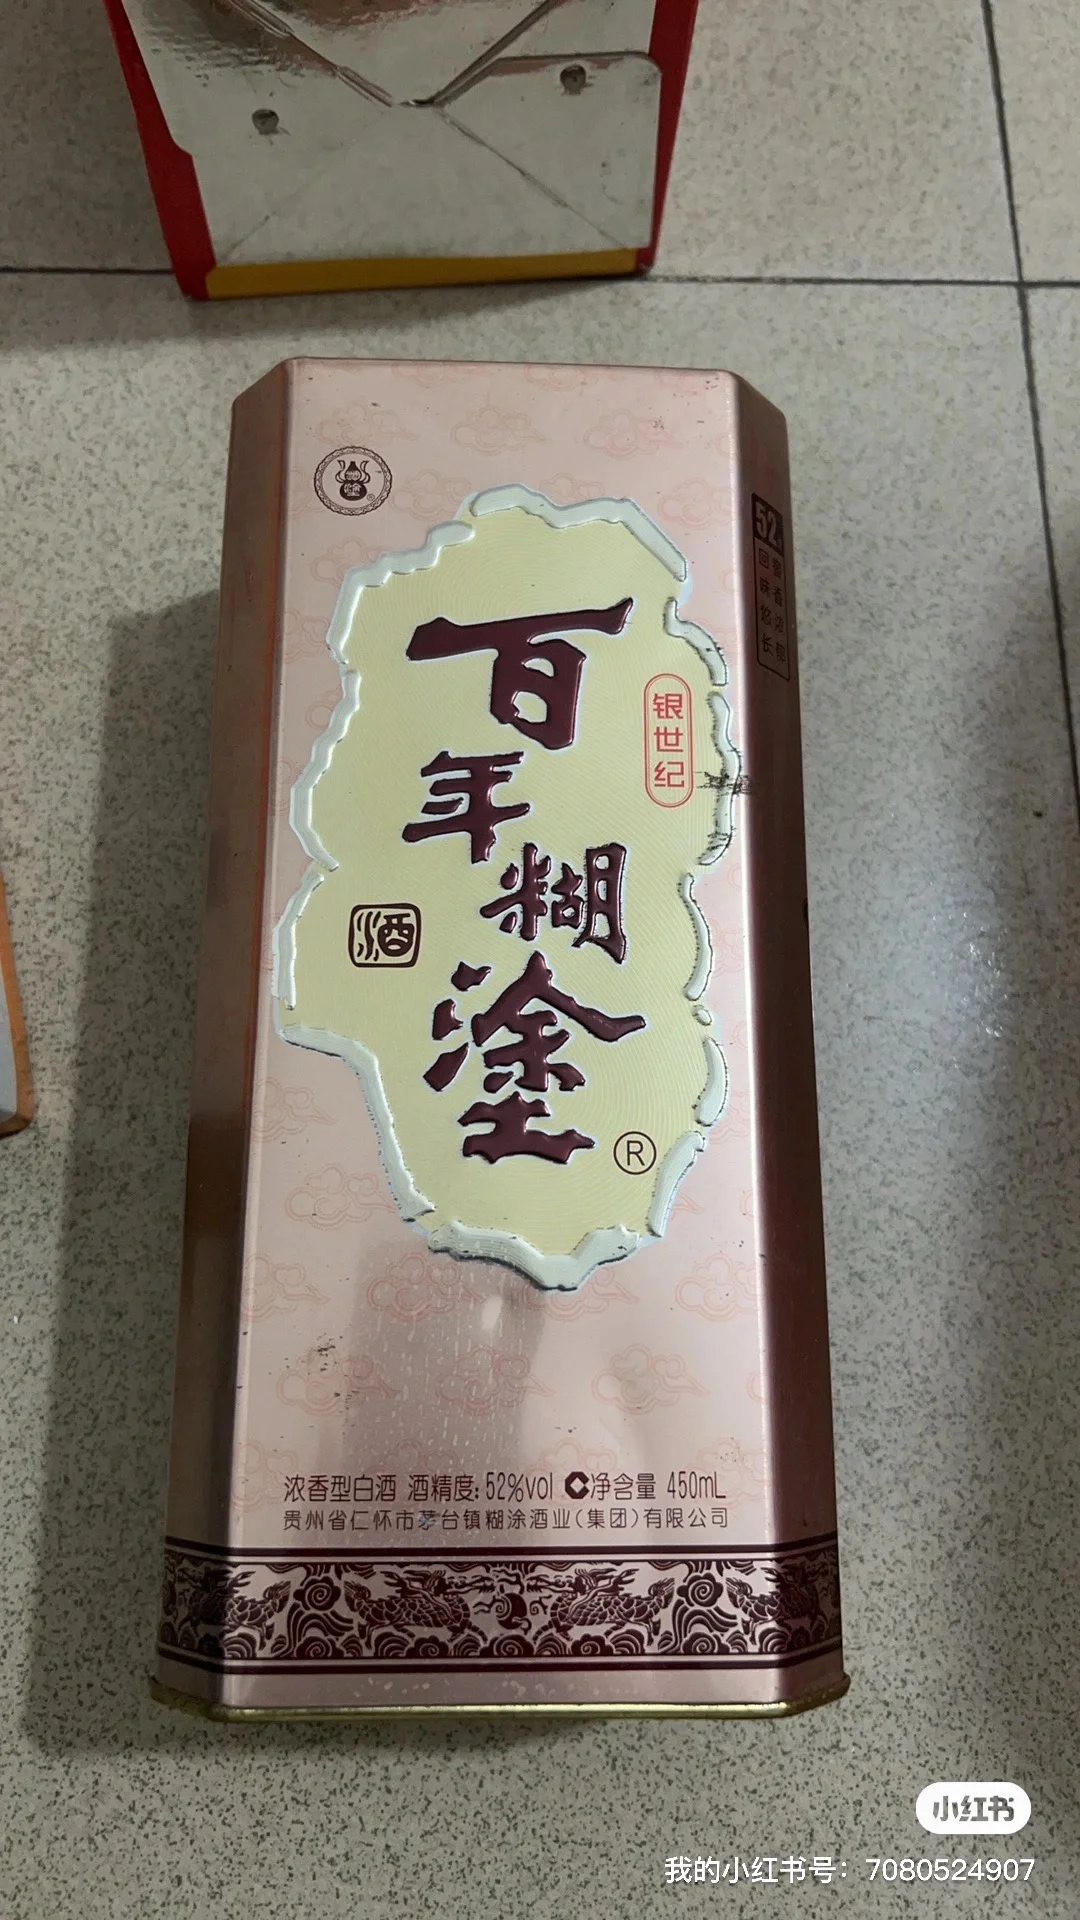 52
窖香浓郁
回味悠长
百年糊塗
银世纪
酒
®
浓香型白酒 酒精度:52%vol 净含量 450mL
贵州省仁怀市茅台镇糊涂酒业(集团)有限公司
小红书
我的小红书号:7080524907